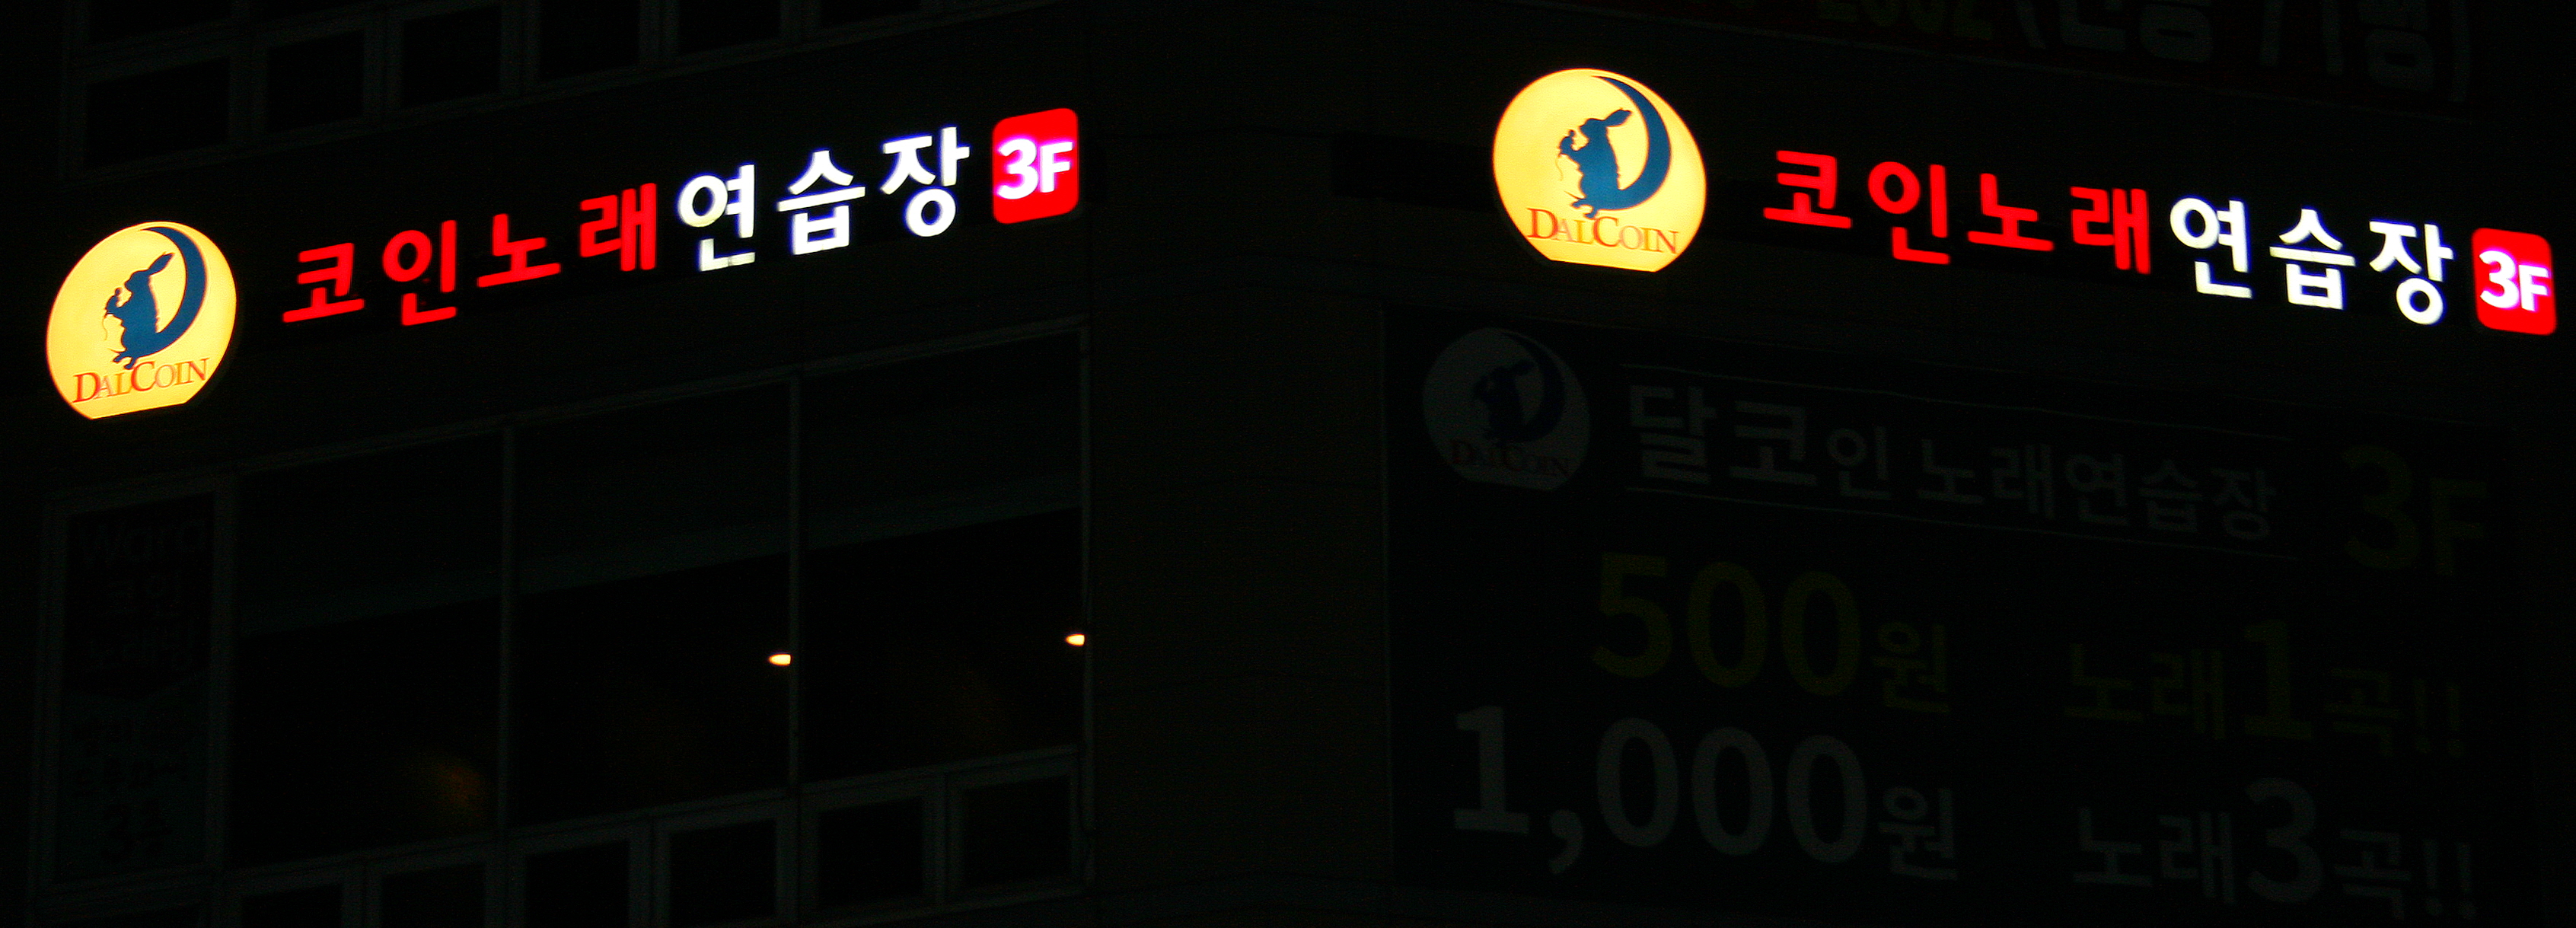 DALCOIN
코인노래연습장 3F
DALCOIN
코인노래연습장 3F
DALCOIN
달코인노래연습장 3F
500원 노래1곡!!
1,000원 노래3곡!!